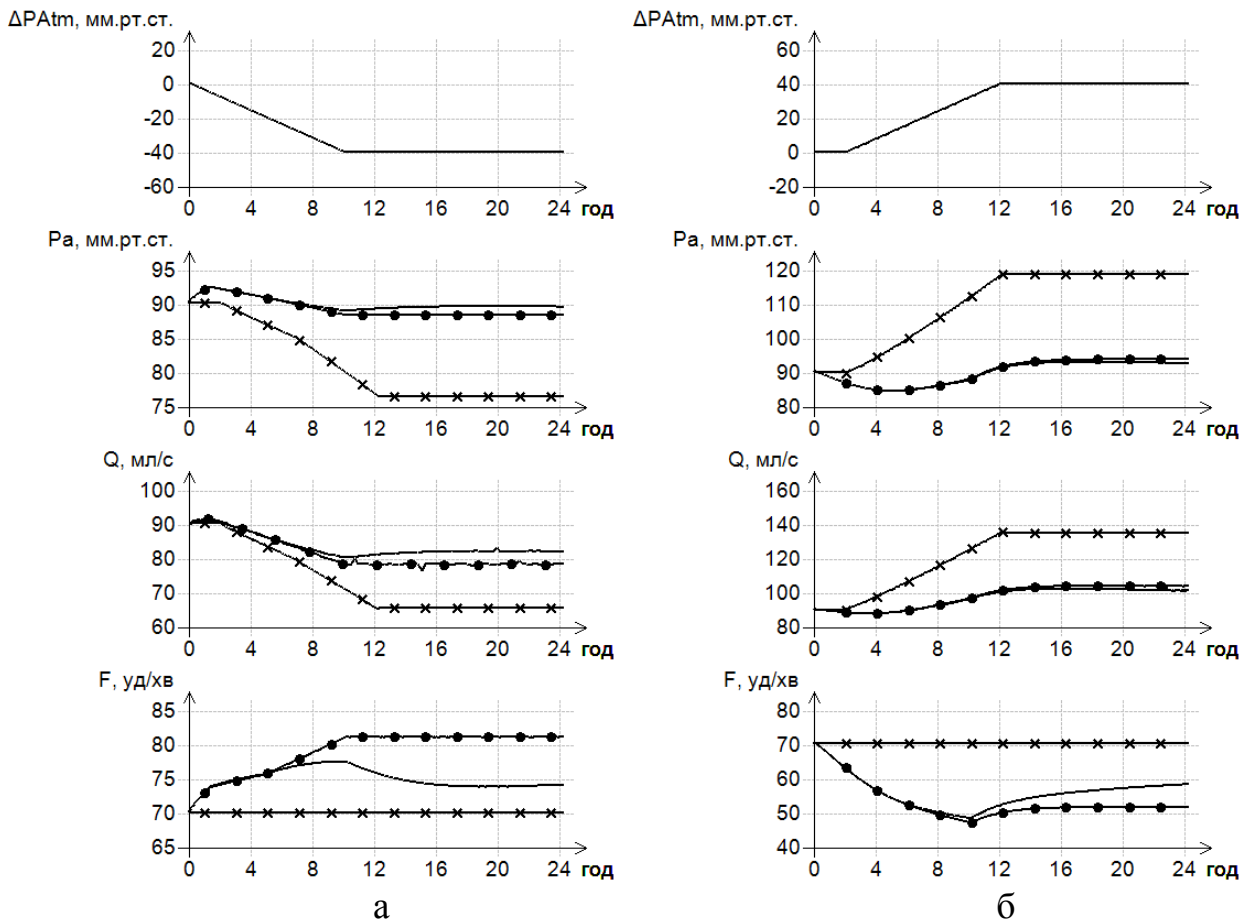 ΔPAtm, мм.рт.ст.
20
0
-20
-40
-60
0 4 8 12 16 20 24 год
Pa, мм.рт.ст.
95
90
85
80
75
0 4 8 12 16 20 24 год
Q, мл/с
100
90
80
70
60
0 4 8 12 16 20 24 год
F, уд/хв
85
80
75
70
65
0 4 8 12 16 20 24 год
а
ΔPAtm, мм.рт.ст.
60
40
20
0
-20
0 4 8 12 16 20 24 год
Pa, мм.рт.ст.
120
110
100
90
80
0 4 8 12 16 20 24 год
Q, мл/с
160
140
120
100
80
0 4 8 12 16 20 24 год
F, уд/хв
80
70
60
50
40
0 4 8 12 16 20 24 год
б